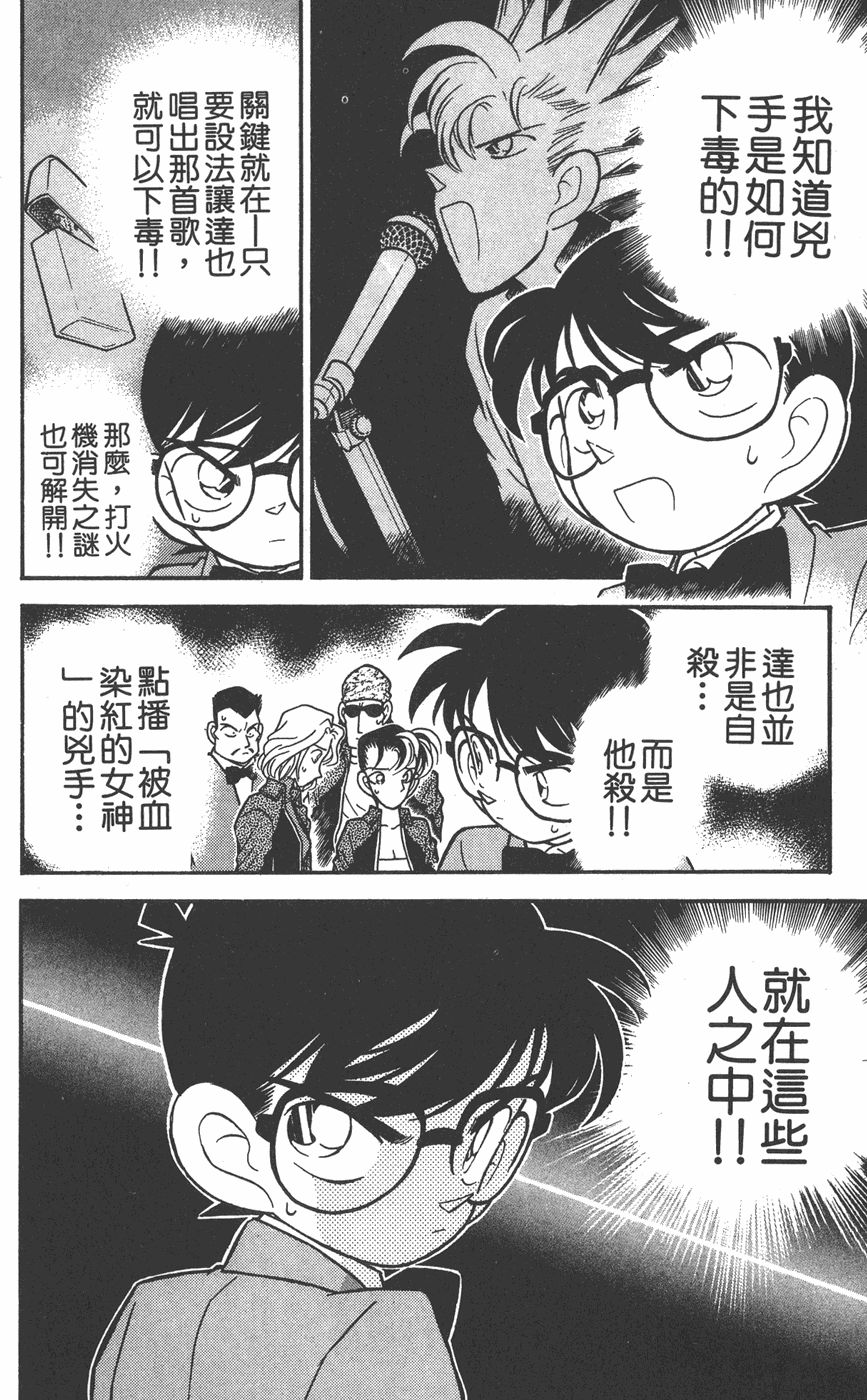 我知道兇
手是如何
下毒的!!
關鍵就在—只
要設法讓達也
唱出那首歌，
就可以下毒!!
那麼，打火
機消失之謎
也可解開!!
達也並
非是自
殺…
而是
他殺!!
點播「被血
染紅的女神
」的兇手…
就在這些
人之中!!